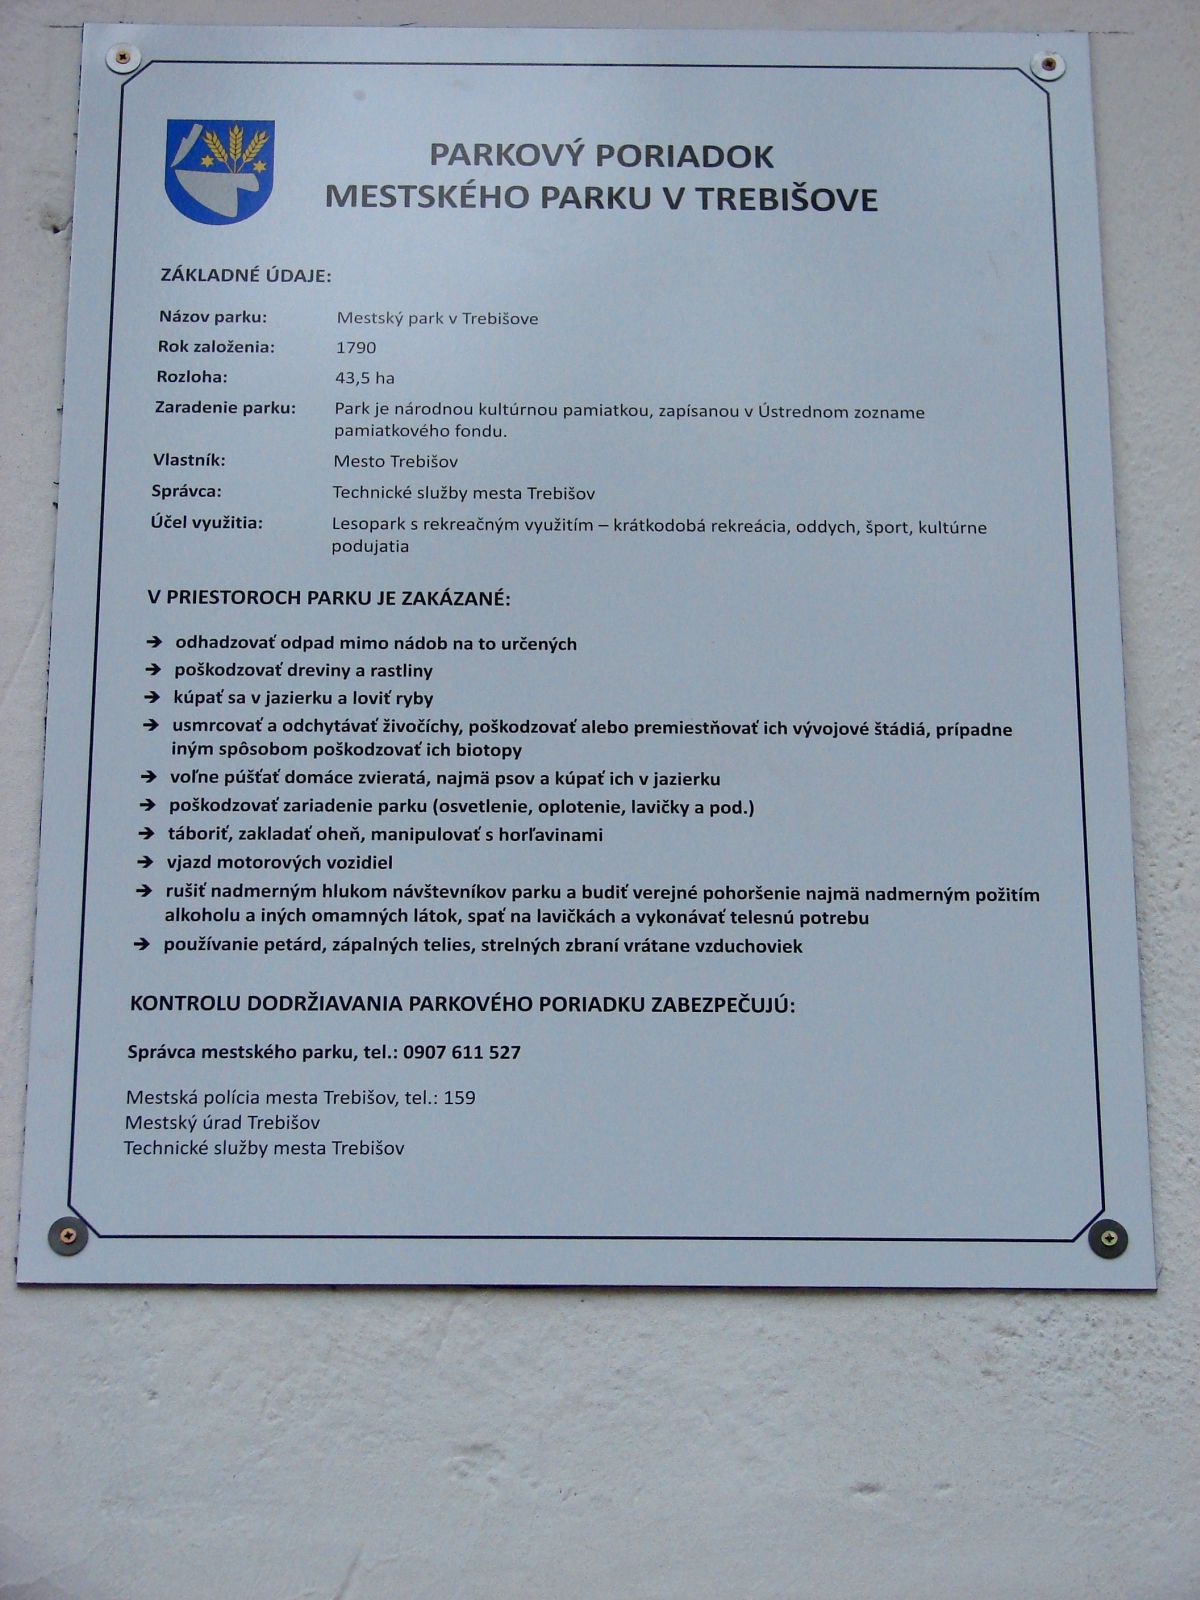 PARKOVÝ PORIADOK
MESTSKÉHO PARKU V TREBIŠOVE
ZÁKLADNÉ ÚDAJE:
Názov parku: Mestský park v Trebišove
Rok založenia: 1790
Rozloha: 43,5 ha
Zaradenie parku: Park je národnou kultúrnou pamiatkou, zapísanou v Ústrednom zozname
pamiatkového fondu.
Vlastník: Mesto Trebišov
Správca: Technické služby mesta Trebišov
Účel využitia: Lesopark s rekreačným využitím – krátkodobá rekreácia, oddych, šport, kultúrne
podujatia
V PRIESTOROCH PARKU JE ZAKÁZANÉ:
➔ odhadzovať odpad mimo nádob na to určených
➔ poškodzovať dreviny a rastliny
➔ kúpať sa v jazierku a loviť ryby
➔ usmrcovať a odchytávať živočíchy, poškodzovať alebo premiestňovať ich vývojové štádiá, prípadne
iným spôsobom poškodzovať ich biotopy
➔ voľne púšťať domáce zvieratá, najmä psov a kúpať ich v jazierku
➔ poškodzovať zariadenie parku (osvetlenie, oplotenie, lavičky a pod.)
➔ táboriť, zakladať oheň, manipulovať s horľavinami
➔ vjazd motorových vozidiel
➔ rušiť nadmerným hlukom návštevníkov parku a budiť verejné pohoršenie najmä nadmerným požitím
alkoholu a iných omamných látok, spať na lavičkách a vykonávať telesnú potrebu
➔ používanie petárd, zápalných telies, strelných zbraní vrátane vzduchoviek
KONTROLU DODRŽIAVANIA PARKOVÉHO PORIADKU ZABEZPEČUJÚ:
Správca mestského parku, tel.: 0907 611 527
Mestská polícia mesta Trebišov, tel.: 159
Mestský úrad Trebišov
Technické služby mesta Trebišov